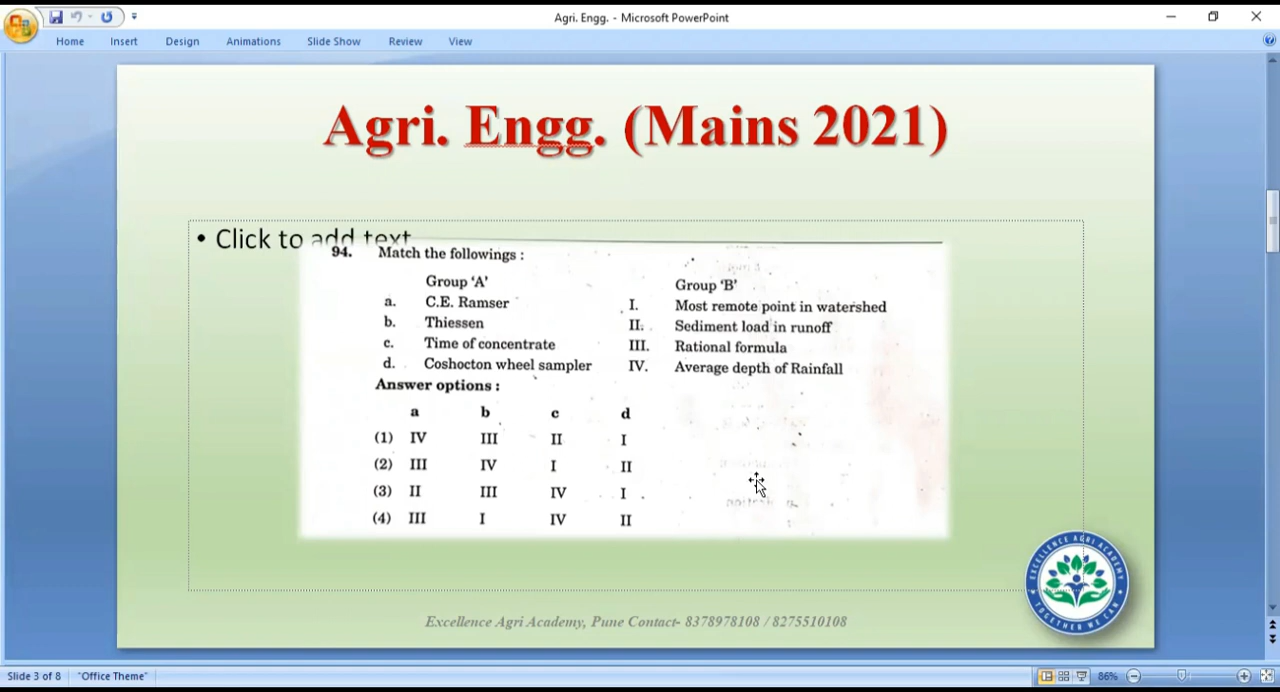 Agri. Engg. - Microsoft PowerPoint
Home Insert Design Animations Slide Show Review View
Agri. Engg. (Mains 2021)
• Click to add text
94. Match the followings :
Group 'A' Group 'B'
a. C.E. Ramser I. Most remote point in watershed
b. Thiessen II. Sediment load in runoff
c. Time of concentrate III. Rational formula
d. Coshocton wheel sampler IV. Average depth of Rainfall
Answer options :
a b c d
(1) IV III II I
(2) III IV I II
(3) II III IV I
(4) III I IV II
EXCELLENCE AGRI ACADEMY
TOGETHER WE CAN
Excellence Agri Academy, Pune Contact- 8378978108 / 8275510108
Slide 3 of 8 "Office Theme" 86%